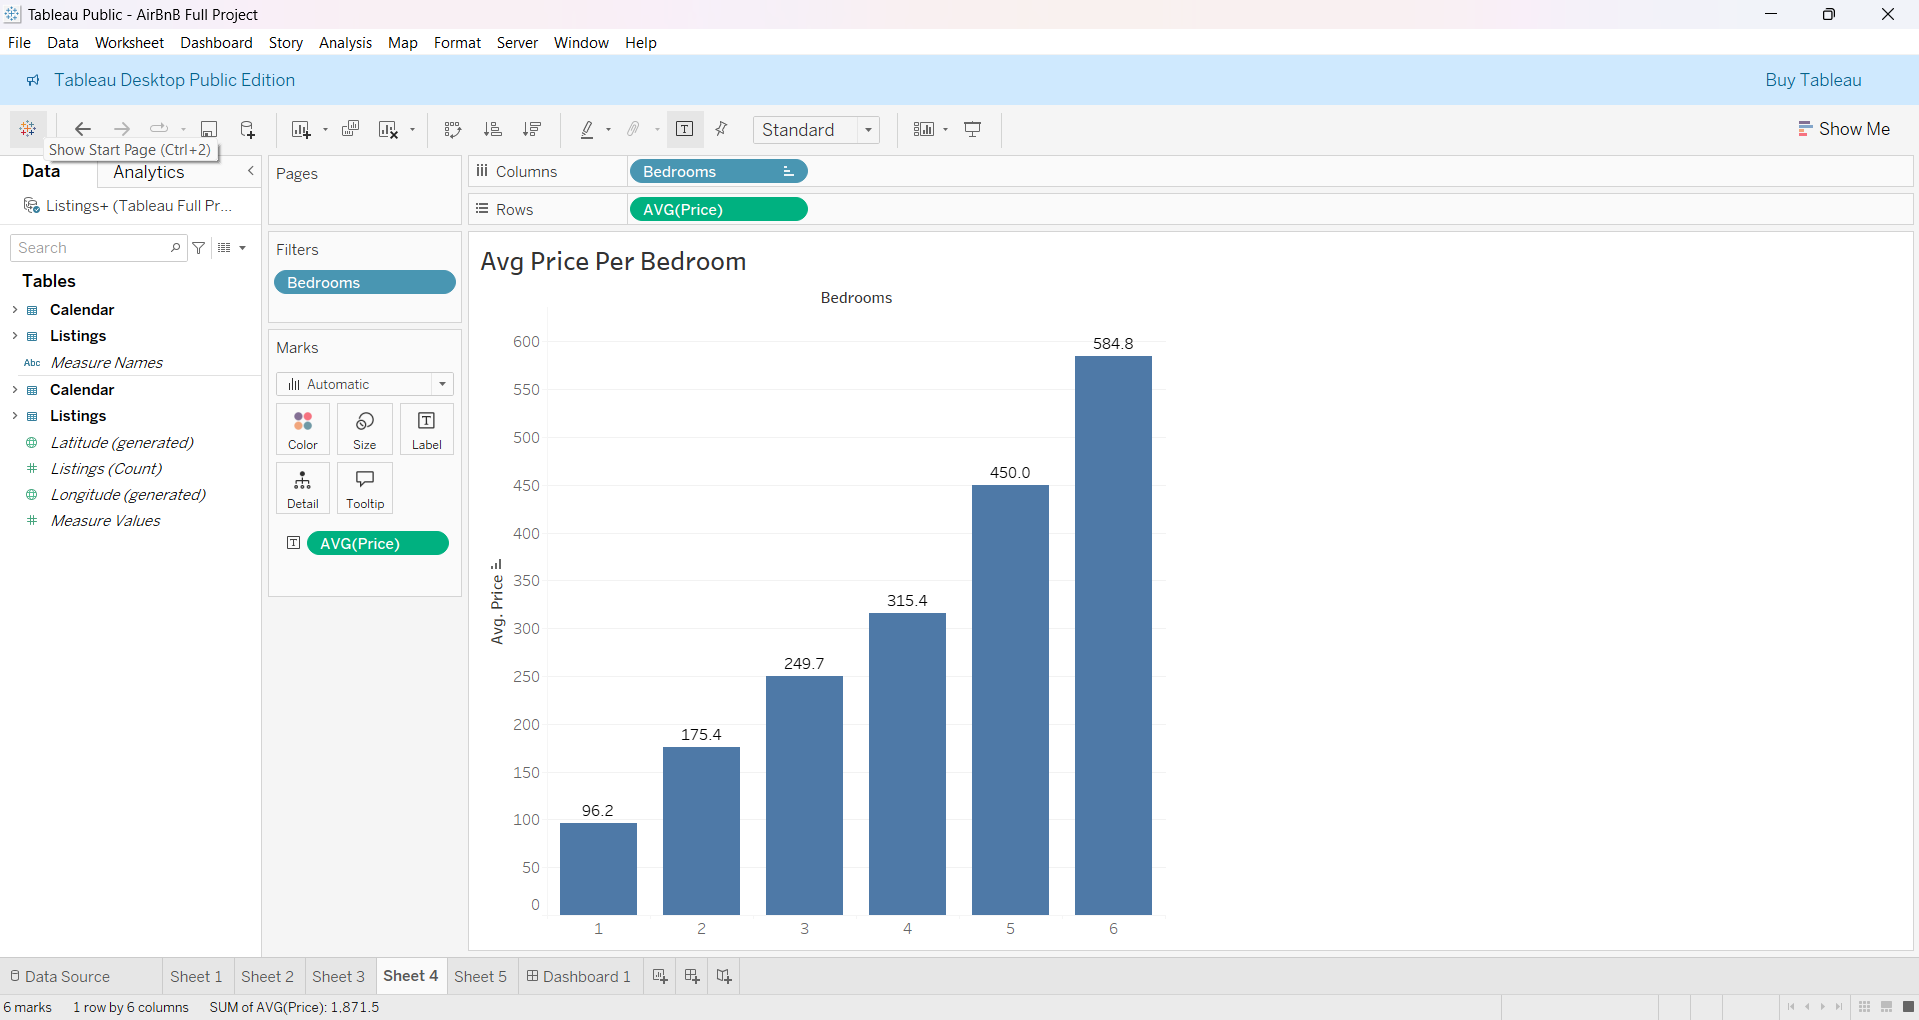 Tableau Public - AirBnB Full Project
File Data Worksheet Dashboard Story Analysis Map Format Server Window Help
Tableau Desktop Public Edition
Buy Tableau
Standard
Show Me
Show Start Page (Ctrl+2)
Data
Analytics
Listings+ (Tableau Full Pr...
Search
Tables
Calendar
Listings
Abc Measure Names
Calendar
Listings
Latitude (generated)
Listings (Count)
Longitude (generated)
Measure Values
Pages
Filters
Bedrooms
Marks
Automatic
Color Size Label
Detail Tooltip
AVG(Price)
Columns Bedrooms
Rows AVG(Price)
Avg Price Per Bedroom
Bedrooms
Avg. Price
600
550
500
450
400
350
300
250
200
150
100
50
0
96.2
175.4
249.7
315.4
450.0
584.8
1 2 3 4 5 6
Data Source Sheet 1 Sheet 2 Sheet 3 Sheet 4 Sheet 5 Dashboard 1
6 marks 1 row by 6 columns SUM of AVG(Price): 1,871.5